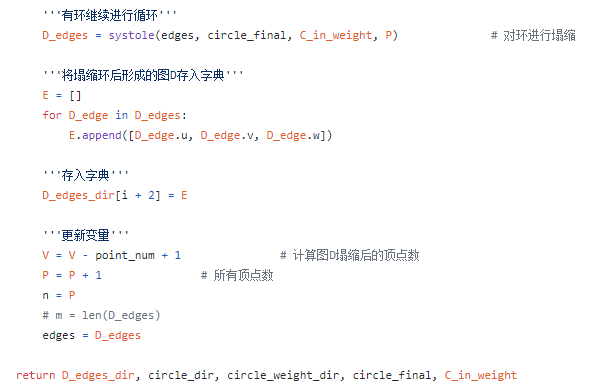 '''有环继续进行循环'''
D_edges = systole(edges, circle_final, C_in_weight, P) # 对环进行塌缩
'''将塌缩环后形成的图D存入字典'''
E = []
for D_edge in D_edges:
E.append([D_edge.u, D_edge.v, D_edge.w])
'''存入字典'''
D_edges_dir[i + 2] = E
'''更新变量'''
V = V - point_num + 1 # 计算图D塌缩后的顶点数
P = P + 1 # 所有顶点数
n = P
# m = len(D_edges)
edges = D_edges
return D_edges_dir, circle_dir, circle_weight_dir, circle_final, C_in_weight